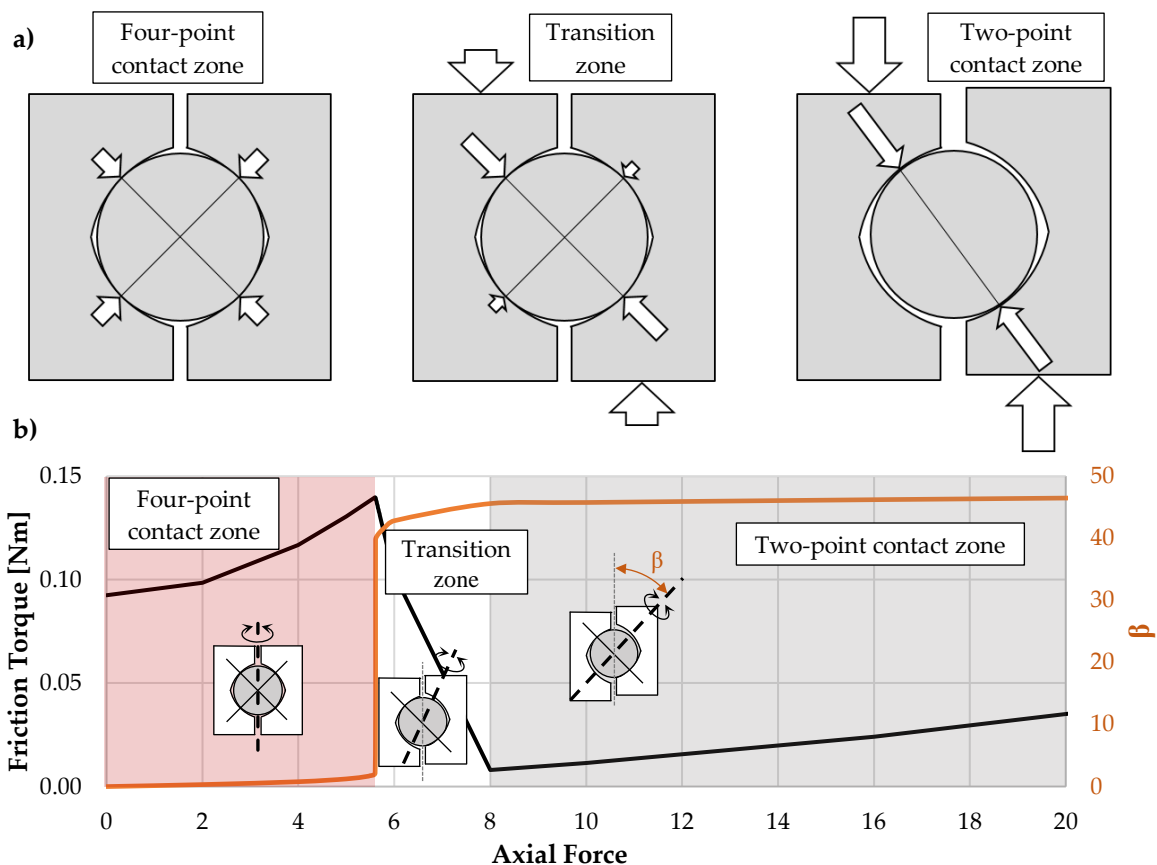 a)
Four-point
contact zone
Transition
zone
Two-point
contact zone
b)
Friction Torque [Nm]
0.15
0.10
0.05
0.00
Four-point
contact zone
Transition
zone
Two-point contact zone
β
50
40
30
20
10
0
β
0 2 4 6 8 10 12 14 16 18 20
Axial Force